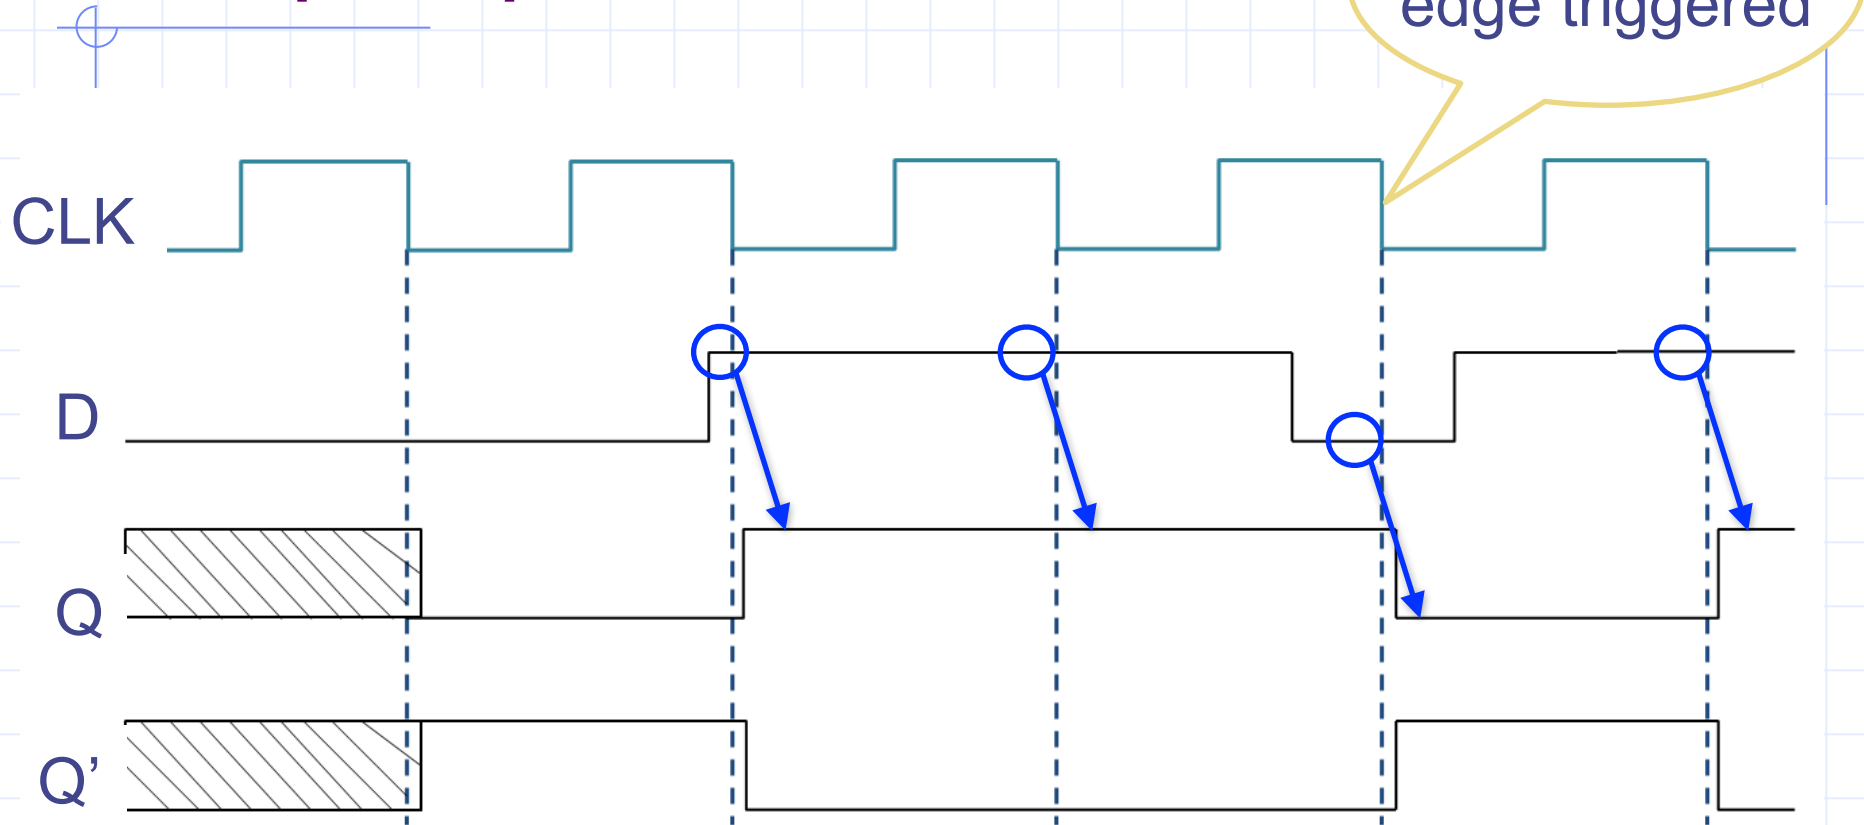 edge triggered
CLK
D
Q
Q’